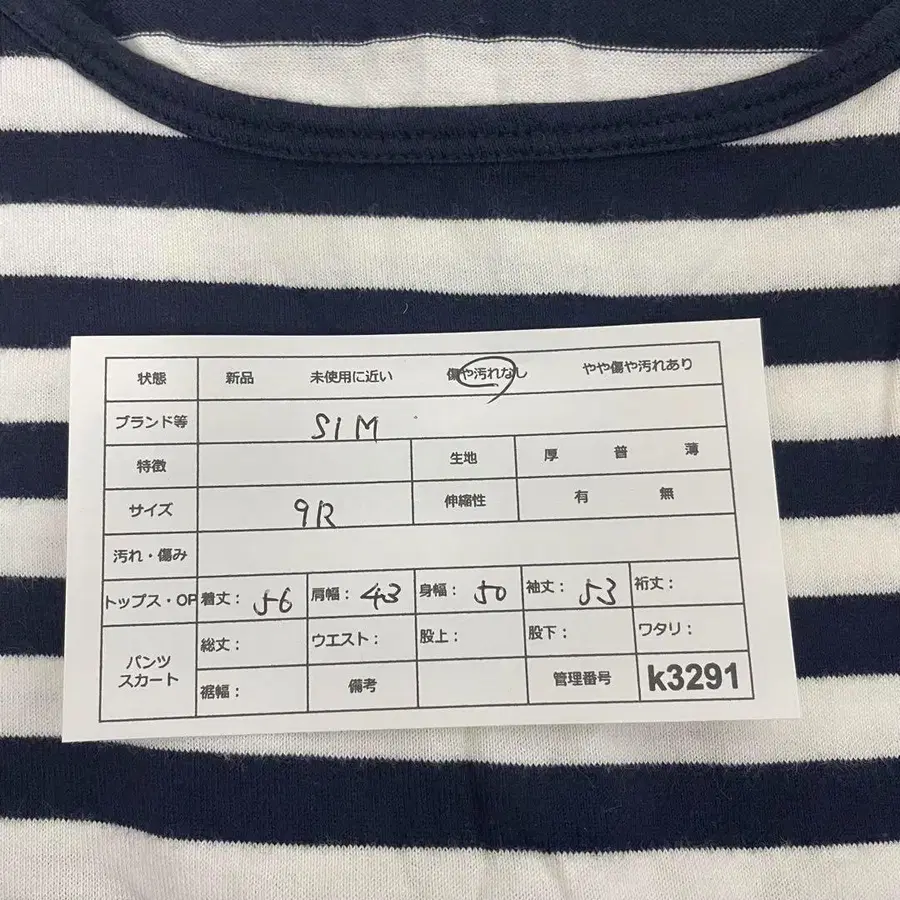 状態 新品 未使用に近い 傷や汚れなし やや傷や汚れあり
ブランド等 SIM
特徴 生地 厚 普 薄
サイズ 9R 伸縮性 有 無
汚れ・傷み
トップス・OP 着丈: 56 肩幅: 43 身幅: 50 袖丈: 53 裄丈:
パンツ スカート 総丈: ウエスト: 股上: 股下: ワタリ:
裾幅: 備考 管理番号 k3291